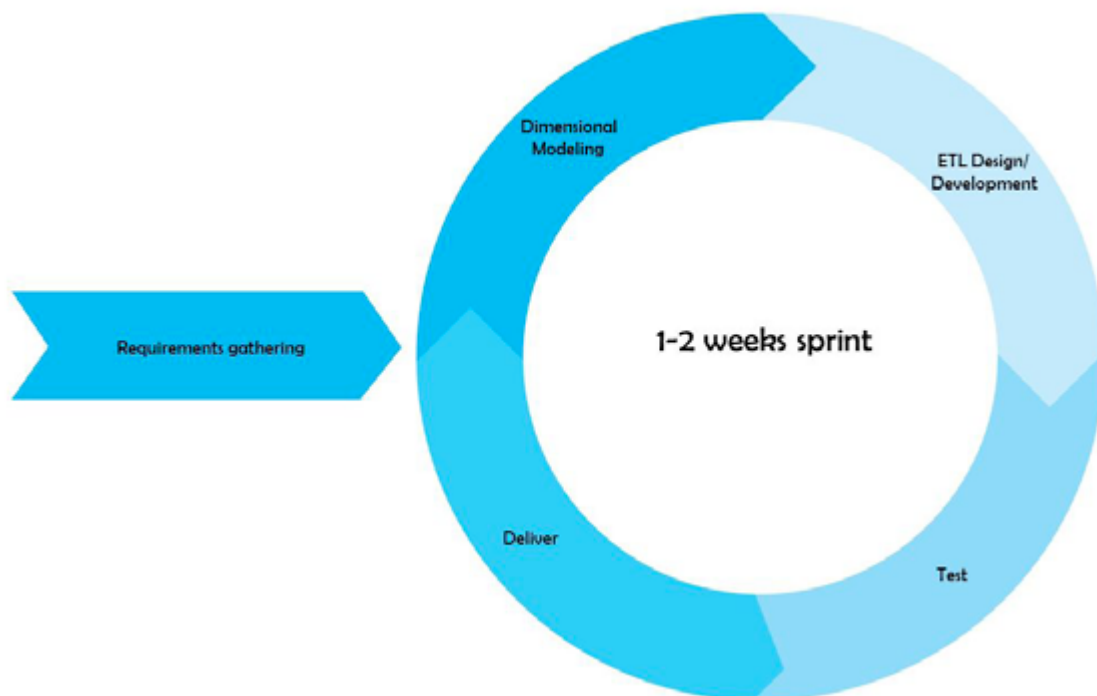 Dimensional
Modeling
ETL Design/
Development
Requirements gathering
1-2 weeks sprint
Deliver
Test